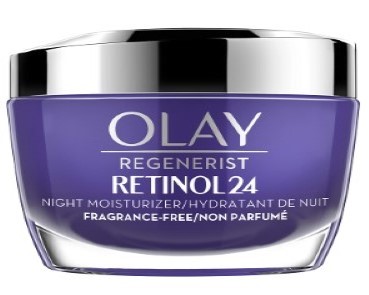 OLAY
REGENERIST
RETINOL 24
NIGHT MOISTURIZER/HYDRATANT DE NUIT
FRAGRANCE-FREE/NON PARFUMÉ